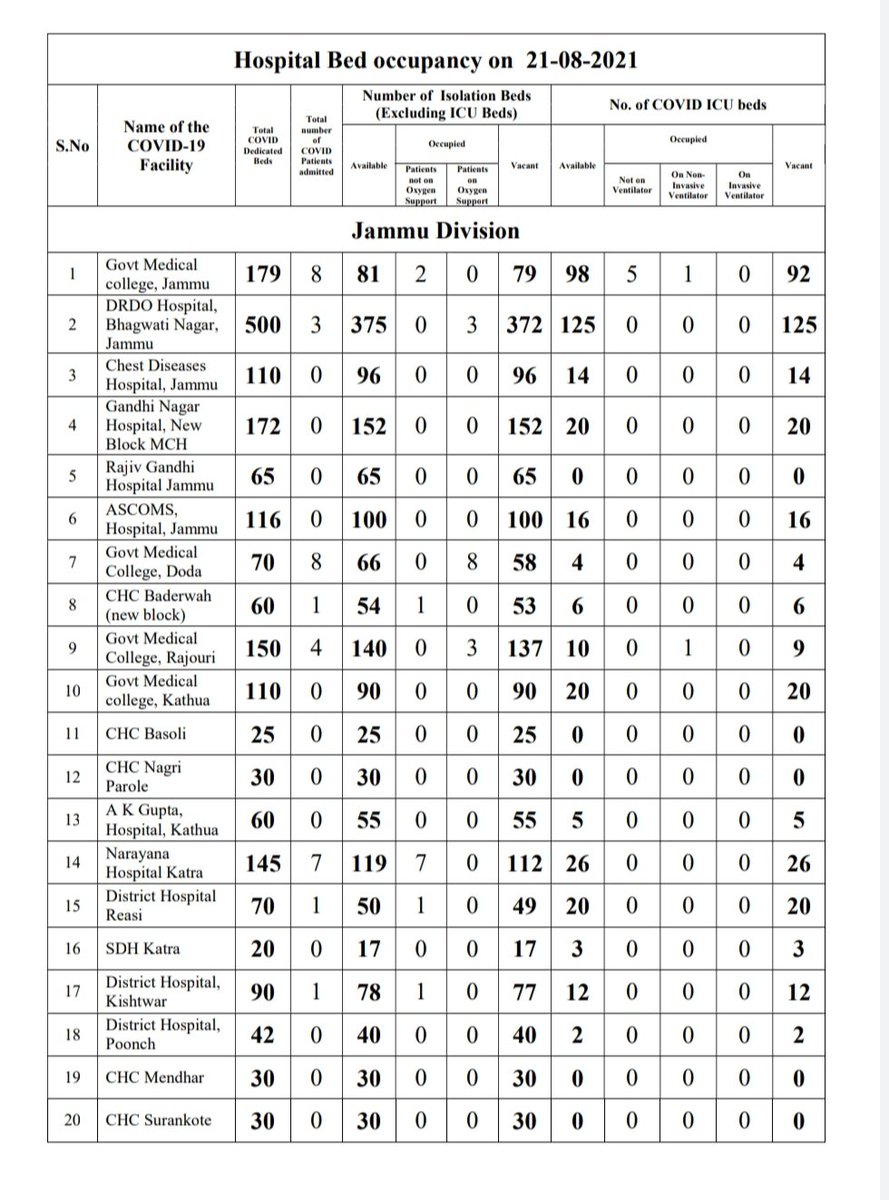 Hospital Bed occupancy on 21-08-2021
S.No
Name of the
COVID-19
Facility
Total
COVID
Dedicated
Beds
Total
number
of
COVID
Patients
admitted
Number of Isolation Beds
(Excluding ICU Beds)
No. of COVID ICU beds
Available
Occupied
Vacant
Available
Occupied
Vacant
Patients
not on
Oxygen
Support
Patients
on
Oxygen
Support
Not on
Ventilator
On Non-
Invasive
Ventilator
On
Invasive
Ventilator
Jammu Division
1 Govt Medical
college, Jammu 179 8 81 2 0 79 98 5 1 0 92
DRDO Hospital,
2 Bhagwati Nagar, 500 3 375 0 3 372 125 0 0 0 125
Jammu
3 Chest Diseases
Hospital, Jammu 110 0 96 0 0 96 14 0 0 0 14
Gandhi Nagar
4 Hospital, New 172 0 152 0 0 152 20 0 0 0 20
Block MCH
5 Rajiv Gandhi
Hospital Jammu 65 0 65 0 0 65 0 0 0 0 0
6 ASCOMS,
Hospital, Jammu 116 0 100 0 0 100 16 0 0 0 16
7 Govt Medical
College, Doda 70 8 66 0 8 58 4 0 0 0 4
8 CHC Baderwah
(new block) 60 1 54 1 0 53 6 0 0 0 6
9 Govt Medical
College, Rajouri 150 4 140 0 3 137 10 0 1 0 9
10 Govt Medical
college, Kathua 110 0 90 0 0 90 20 0 0 0 20
11 CHC Basoli 25 0 25 0 0 25 0 0 0 0 0
12 CHC Nagri
Parole 30 0 30 0 0 30 0 0 0 0 0
13 A K Gupta,
Hospital, Kathua 60 0 55 0 0 55 5 0 0 0 5
14 Narayana
Hospital Katra 145 7 119 7 0 112 26 0 0 0 26
15 District Hospital
Reasi 70 1 50 1 0 49 20 0 0 0 20
16 SDH Katra 20 0 17 0 0 17 3 0 0 0 3
17 District Hospital,
Kishtwar 90 1 78 1 0 77 12 0 0 0 12
18 District Hospital,
Poonch 42 0 40 0 0 40 2 0 0 0 2
19 CHC Mendhar 30 0 30 0 0 30 0 0 0 0 0
20 CHC Surankote 30 0 30 0 0 30 0 0 0 0 0